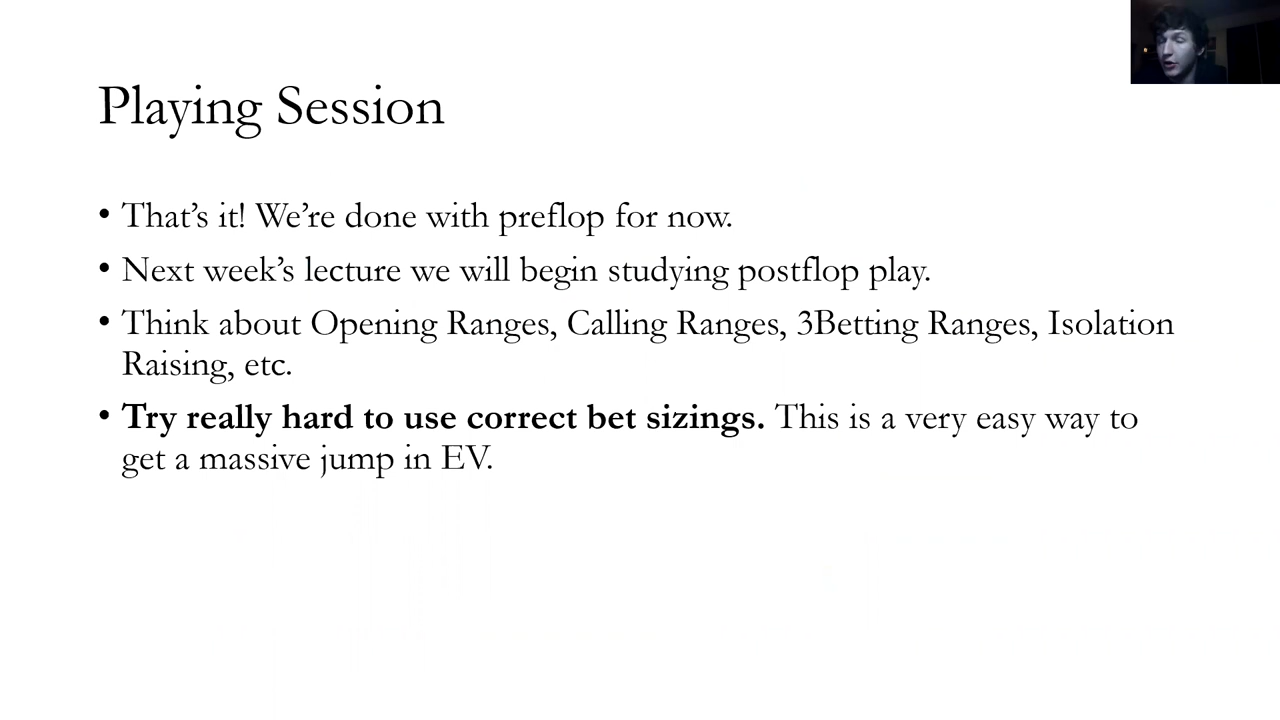 Playing Session
• That’s it! We’re done with preflop for now.
• Next week’s lecture we will begin studying postflop play.
• Think about Opening Ranges, Calling Ranges, 3Betting Ranges, Isolation
Raising, etc.
• Try really hard to use correct bet sizings. This is a very easy way to
get a massive jump in EV.